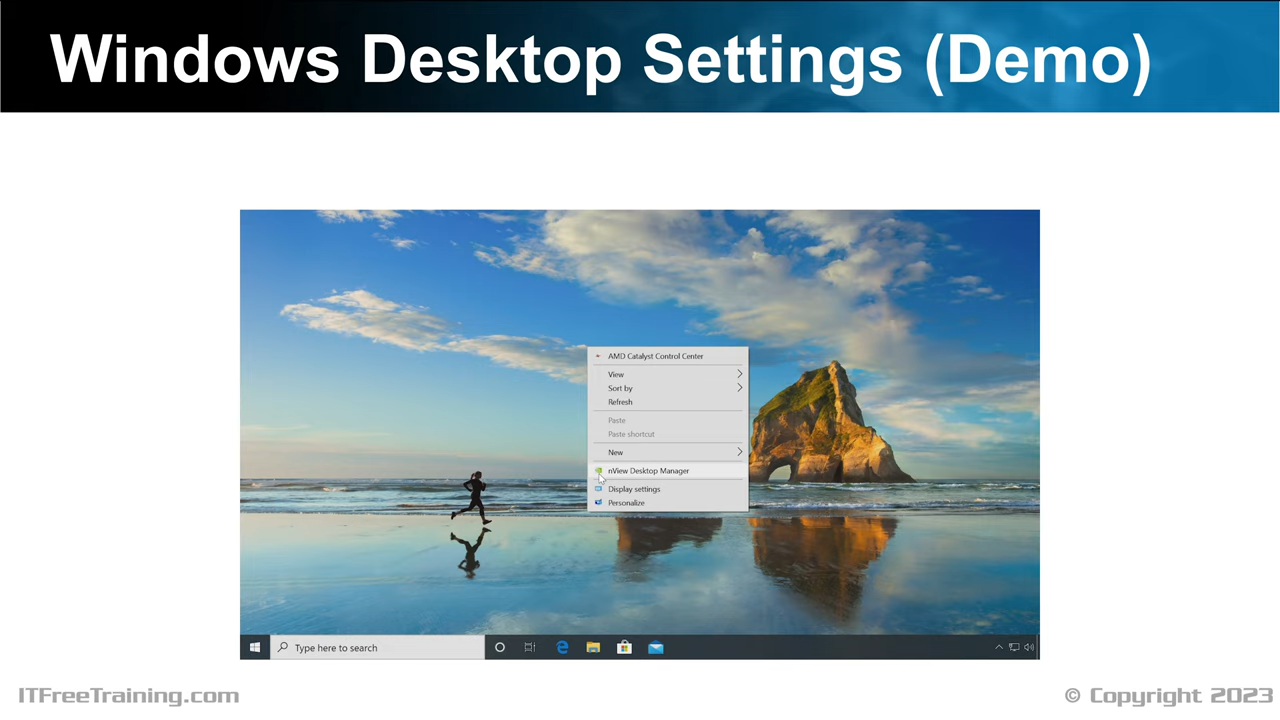 Windows Desktop Settings (Demo)
AMD Catalyst Control Center
View
Sort by
Refresh
Paste
Paste shortcut
New
nView Desktop Manager
Display settings
Personalize
Type here to search
ITFreeTraining.com
© Copyright 2023